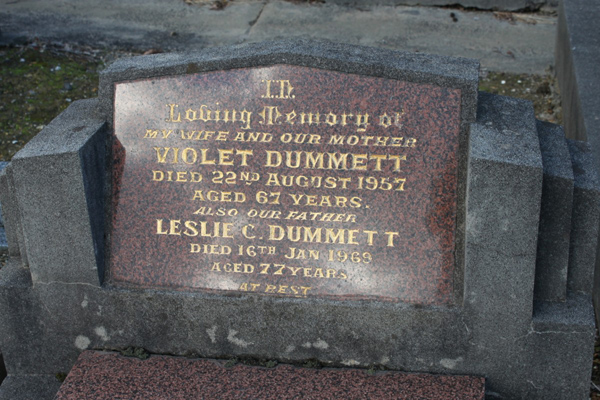 In
Loving Memory of
MY WIFE AND OUR MOTHER
VIOLET DUMMETT
DIED 22ND AUGUST 1957
AGED 67 YEARS.
ALSO OUR FATHER
LESLIE C. DUMMETT
DIED 16TH JAN 1969
AGED 77 YEARS.
AT REST